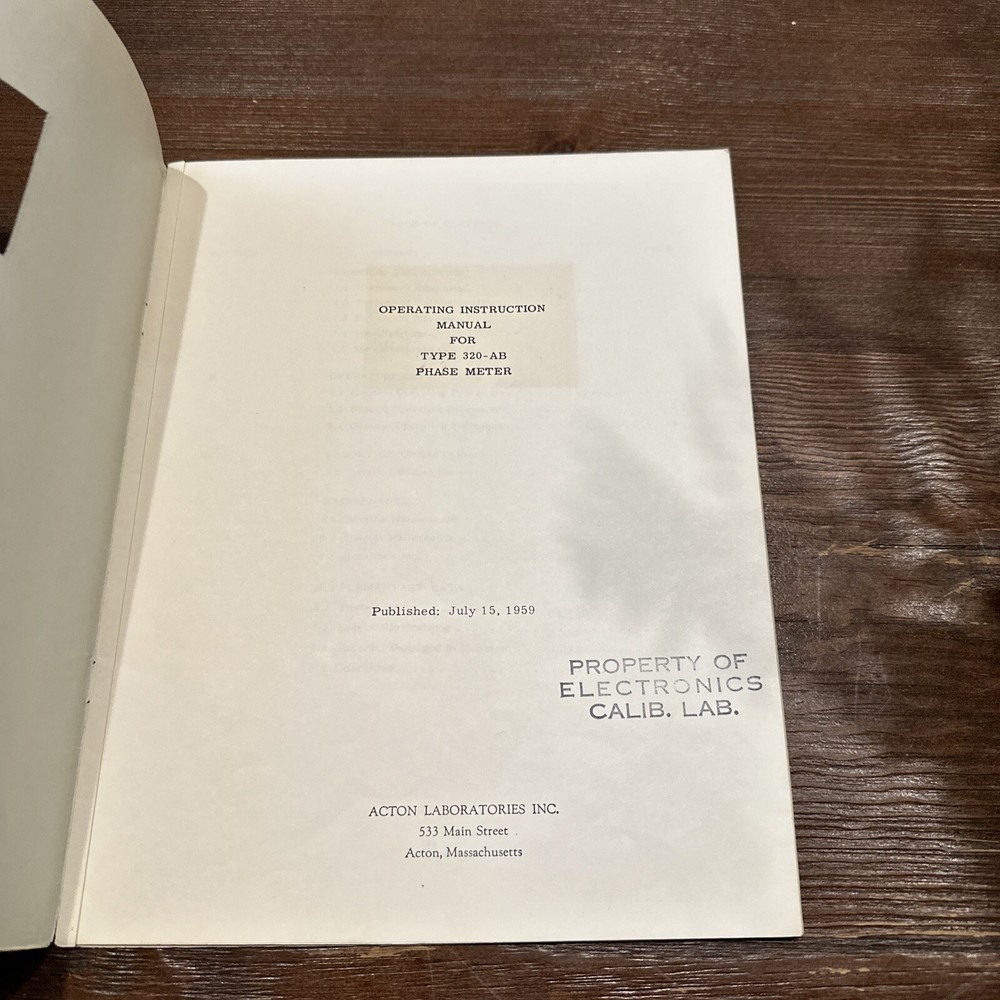 OPERATING INSTRUCTION
MANUAL
FOR
TYPE 320-AB
PHASE METER
Published: July 15, 1959
PROPERTY OF
ELECTRONICS
CALIB. LAB.
ACTON LABORATORIES INC.
533 Main Street
Acton, Massachusetts